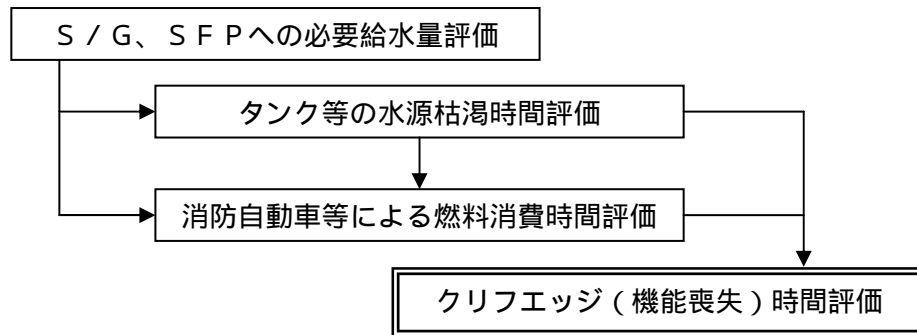 Ｓ／Ｇ、ＳＦＰへの必要給水量評価
タンク等の水源枯渇時間評価
消防自動車等による燃料消費時間評価
クリフエッジ（機能喪失）時間評価